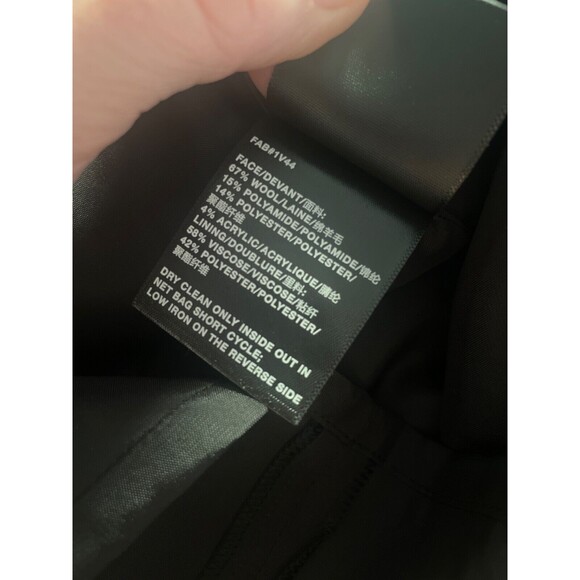 FAB#1V44
FACE/DEVANT/面料:
67% WOOL/LAINE/绵羊毛
15% POLYAMIDE/POLYAMIDE/锦纶
14% POLYESTER/POLYESTER/
聚酯纤维
4% ACRYLIC/ACRYLIQUE/腈纶
LINING/DOUBLURE/里料:
58% VISCOSE/VISCOSE/粘纤
42% POLYESTER/POLYESTER/
聚酯纤维
DRY CLEAN ONLY INSIDE OUT IN
NET BAG SHORT CYCLE;
LOW IRON ON THE REVERSE SIDE